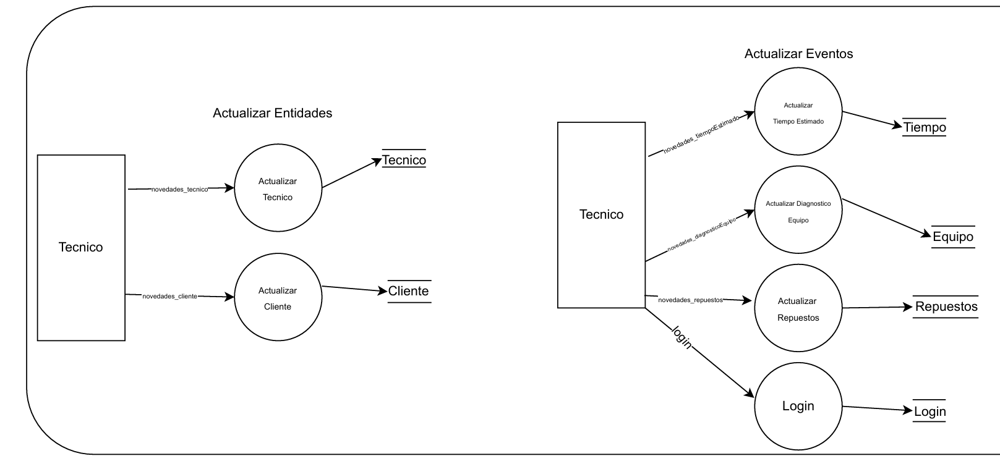 Actualizar Entidades
Tecnico
novedades_tecnico
Actualizar
Tecnico
Tecnico
novedades_cliente
Actualizar
Cliente
Cliente
Actualizar Eventos
Tecnico
novedades_tiempoEstimado
Actualizar
Tiempo Estimado
Tiempo
novedades_diagnosticoEquipo
Actualizar Diagnostico
Equipo
Equipo
novedades_repuestos
Actualizar
Repuestos
Repuestos
login
Login
Login